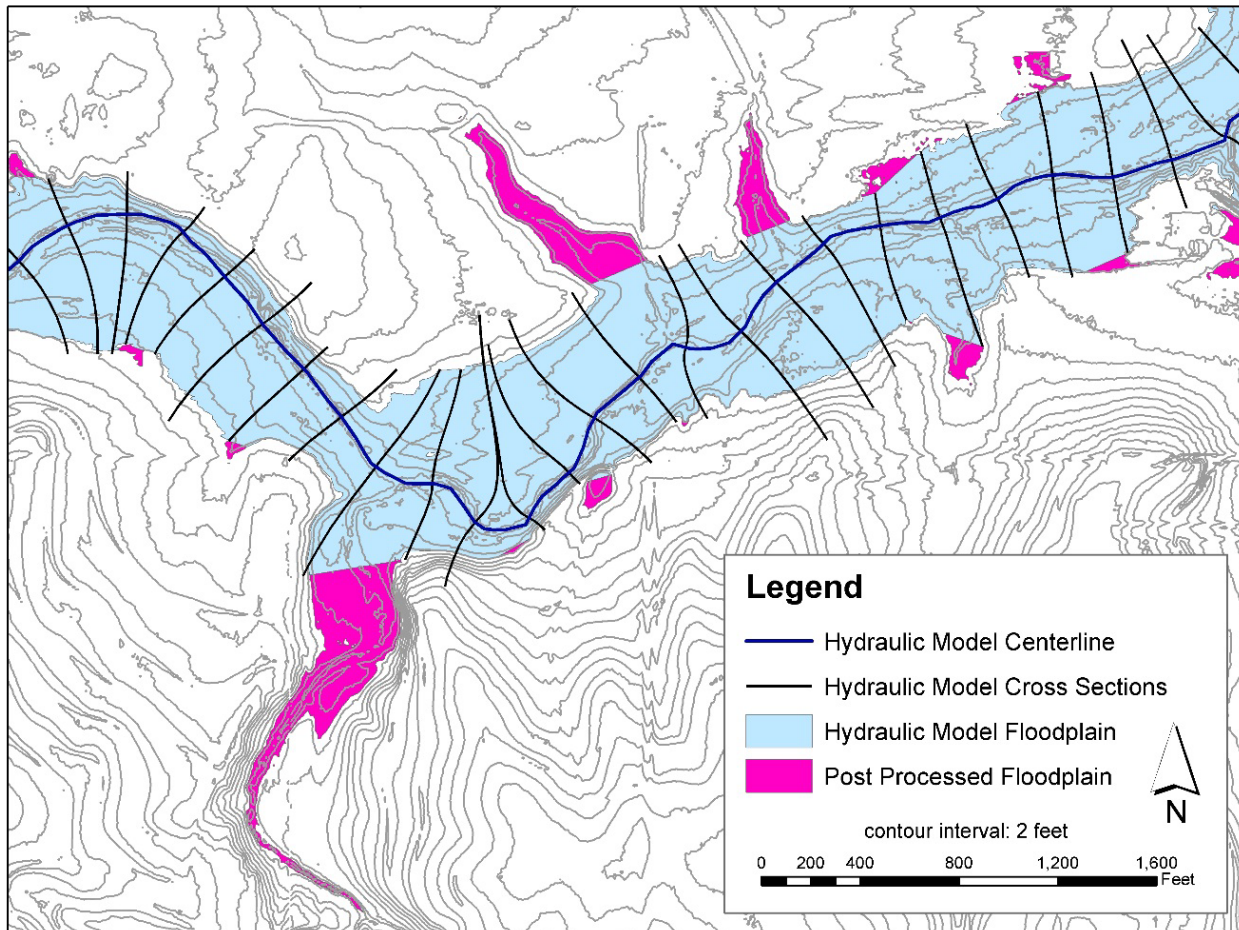 Legend
Hydraulic Model Centerline
Hydraulic Model Cross Sections
Hydraulic Model Floodplain
Post Processed Floodplain
N
contour interval: 2 feet
0 200 400 800 1,200 1,600
Feet